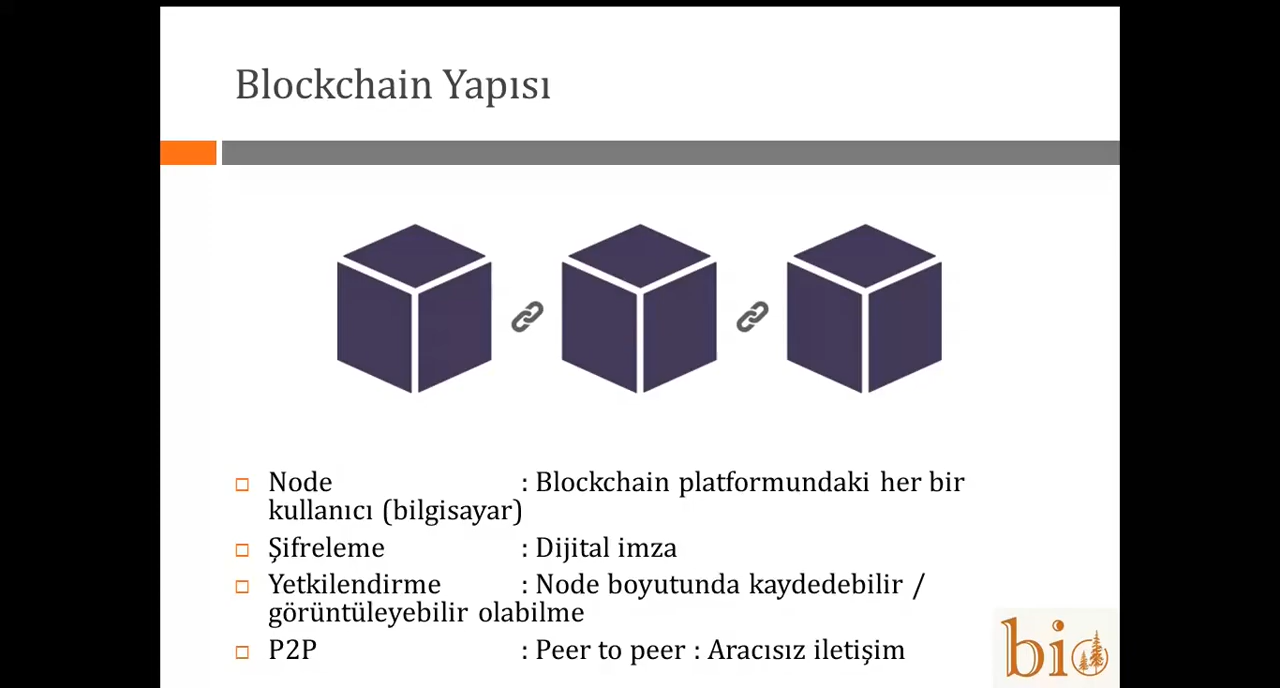 Blockchain Yapısı
Node : Blockchain platformundaki her bir
kullanıcı (bilgisayar)
Şifreleme : Dijital imza
Yetkilendirme : Node boyutunda kaydedebilir /
görüntüleyebilir olabilme
P2P : Peer to peer : Aracısız iletişim
bio